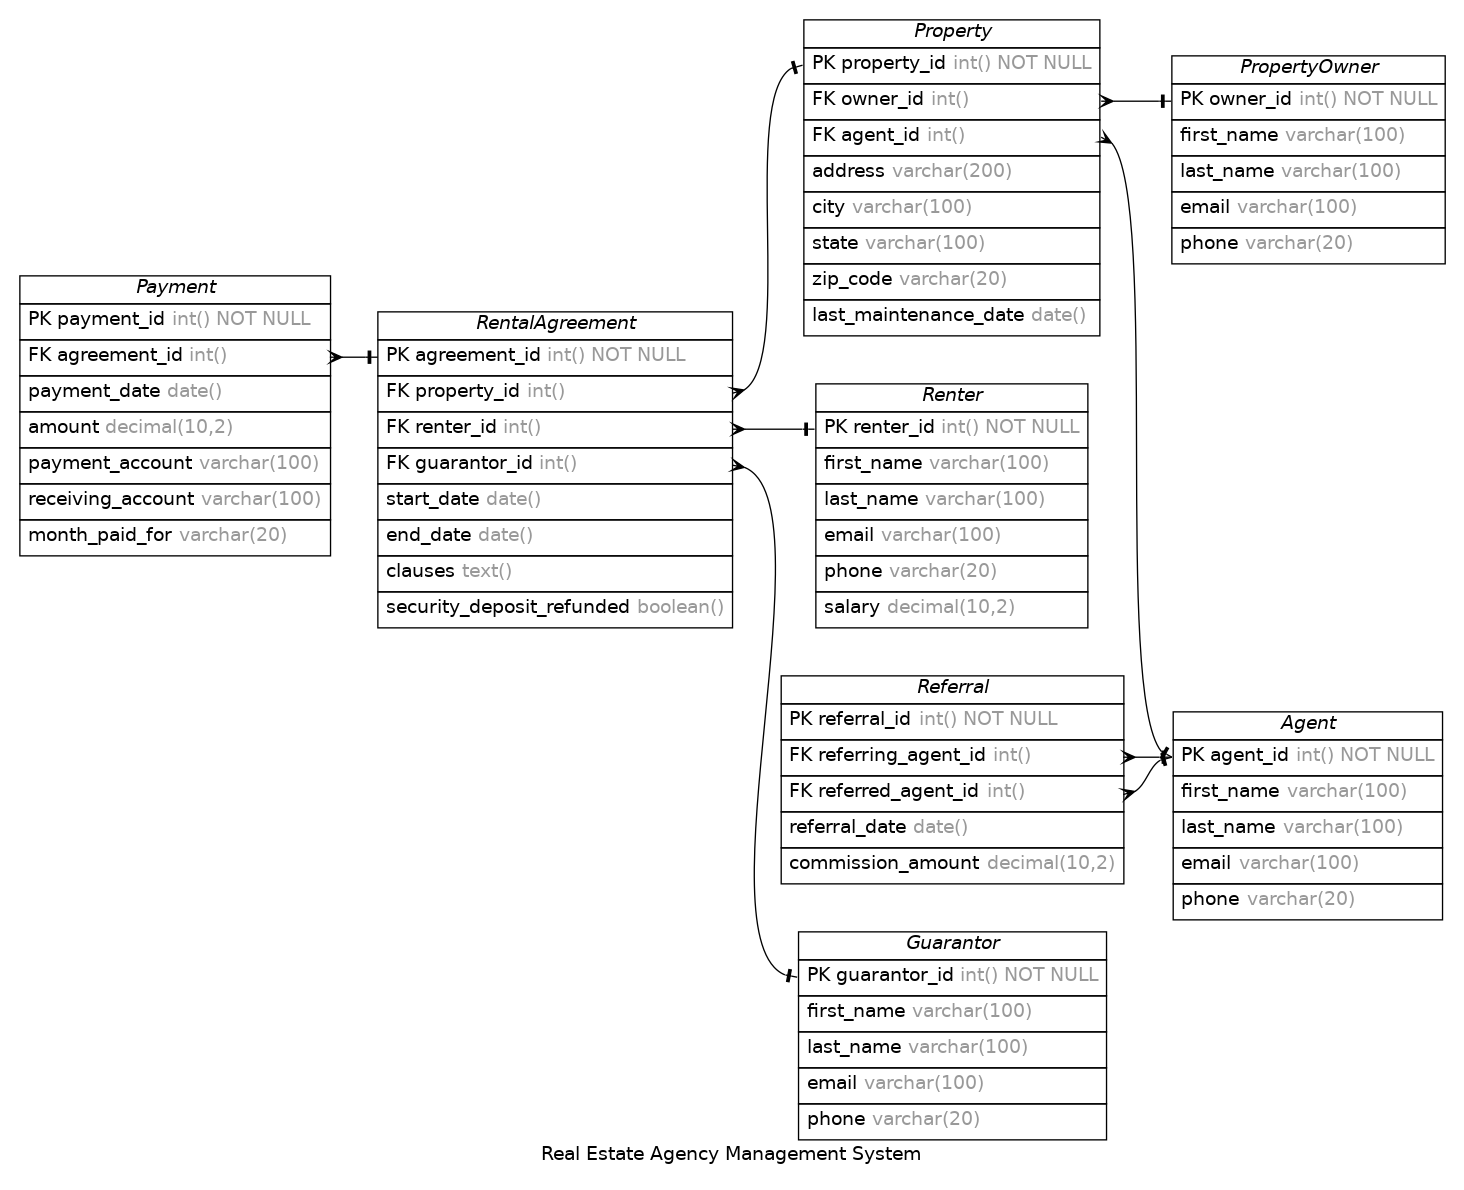 Property
PK property_id int() NOT NULL
FK owner_id int()
FK agent_id int()
address varchar(200)
city varchar(100)
state varchar(100)
zip_code varchar(20)
last_maintenance_date date()
PropertyOwner
PK owner_id int() NOT NULL
first_name varchar(100)
last_name varchar(100)
email varchar(100)
phone varchar(20)
Payment
PK payment_id int() NOT NULL
FK agreement_id int()
payment_date date()
amount decimal(10,2)
payment_account varchar(100)
receiving_account varchar(100)
month_paid_for varchar(20)
RentalAgreement
PK agreement_id int() NOT NULL
FK property_id int()
FK renter_id int()
FK guarantor_id int()
start_date date()
end_date date()
clauses text()
security_deposit_refunded boolean()
Renter
PK renter_id int() NOT NULL
first_name varchar(100)
last_name varchar(100)
email varchar(100)
phone varchar(20)
salary decimal(10,2)
Referral
PK referral_id int() NOT NULL
FK referring_agent_id int()
FK referred_agent_id int()
referral_date date()
commission_amount decimal(10,2)
Agent
PK agent_id int() NOT NULL
first_name varchar(100)
last_name varchar(100)
email varchar(100)
phone varchar(20)
Guarantor
PK guarantor_id int() NOT NULL
first_name varchar(100)
last_name varchar(100)
email varchar(100)
phone varchar(20)
Real Estate Agency Management System